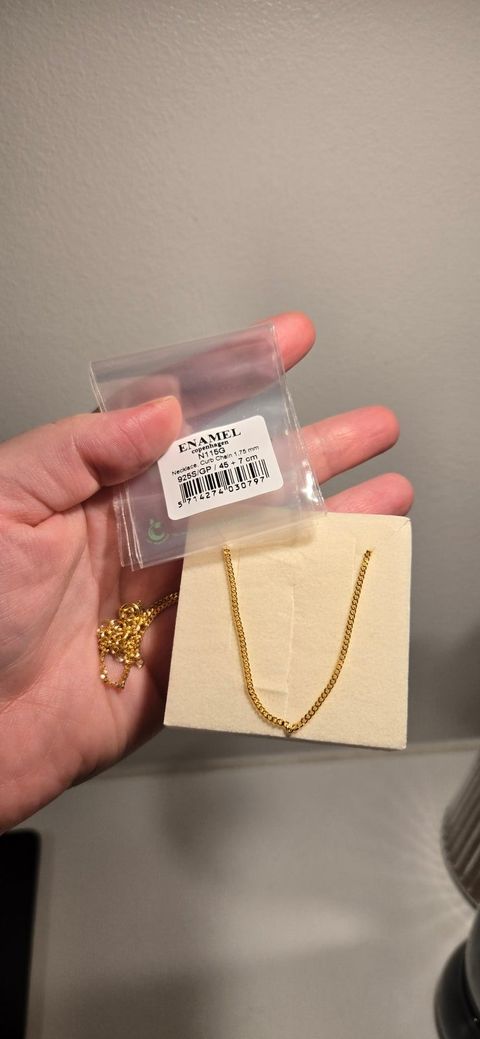 ENAMEL
copenhagen
N115G
Necklace, Curb Chain 1,75 mm
925S/GP / 45 + 7 cm
5 714274 030797